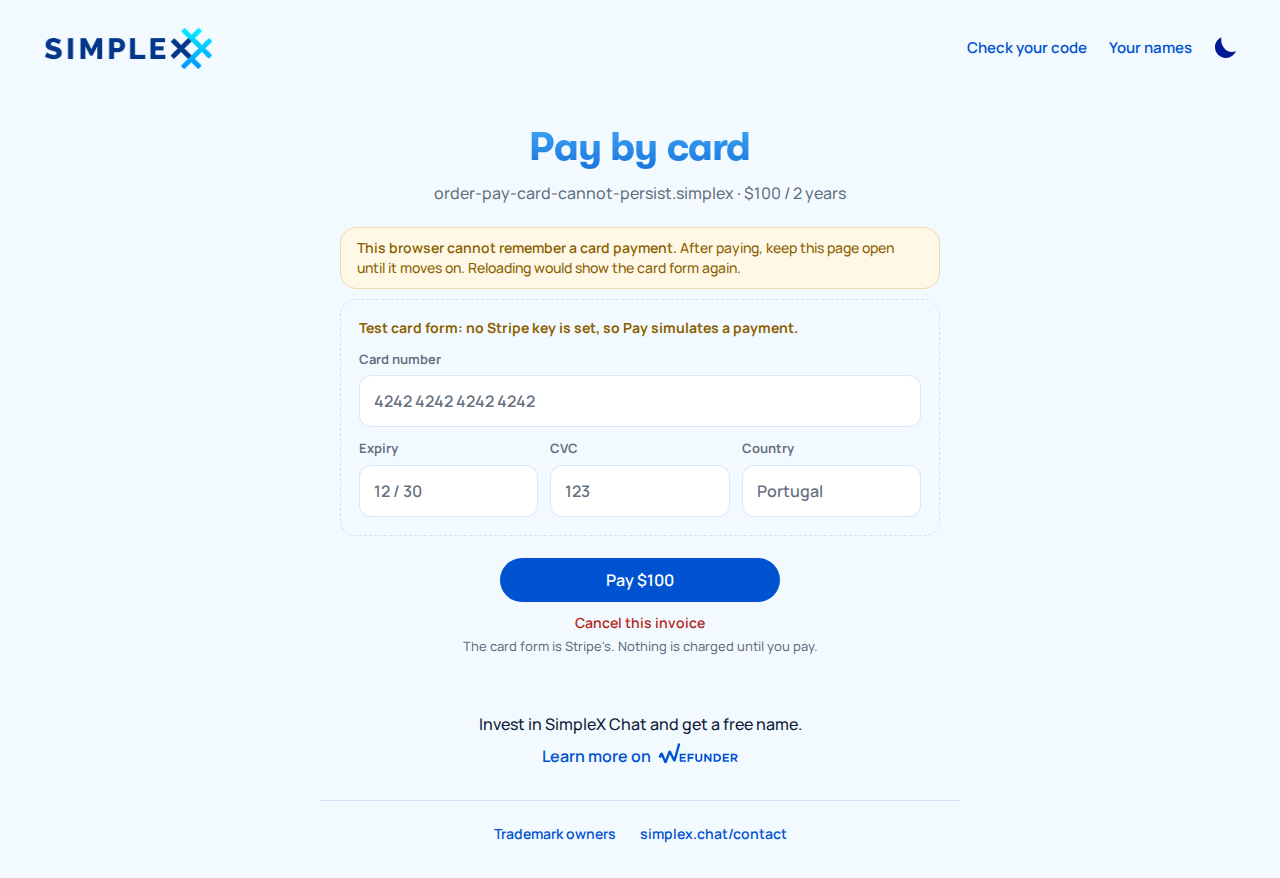 SIMPLEX
Check your code
Your names
Pay by card
order-pay-card-cannot-persist.simplex · $100 / 2 years
This browser cannot remember a card payment. After paying, keep this page open
until it moves on. Reloading would show the card form again.
Test card form: no Stripe key is set, so Pay simulates a payment.
Card number
4242 4242 4242 4242
Expiry
CVC
Country
12 / 30
123
Portugal
Pay $100
Cancel this invoice
The card form is Stripe's. Nothing is charged until you pay.
Invest in SimpleX Chat and get a free name.
Learn more on WEFUNDER
Trademark owners
simplex.chat/contact